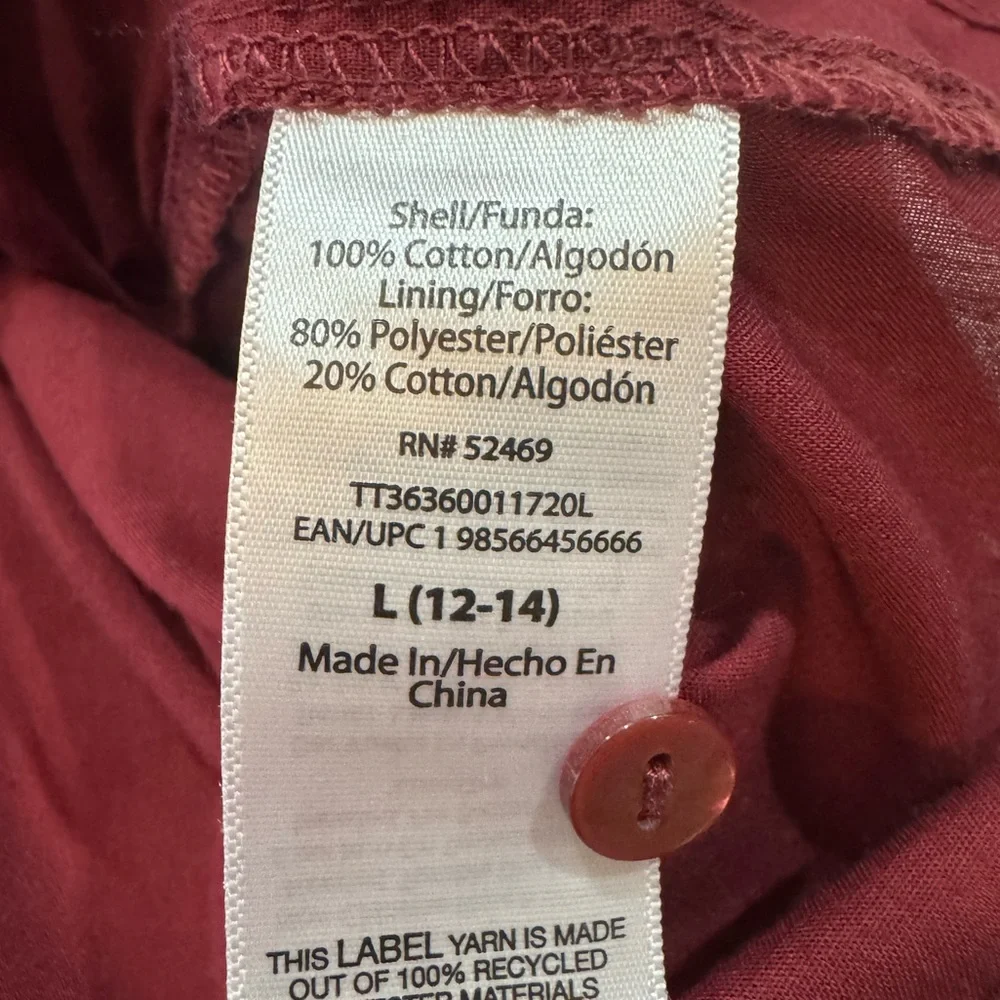 Shell/Funda:
100% Cotton/Algodón
Lining/Forro:
80% Polyester/Poliéster
20% Cotton/Algodón
RN# 52469
TT36360011720L
EAN/UPC 1 98566456666
L (12-14)
Made In/Hecho En
China
THIS LABEL YARN IS MADE
OUT OF 100% RECYCLED
MATERIALS